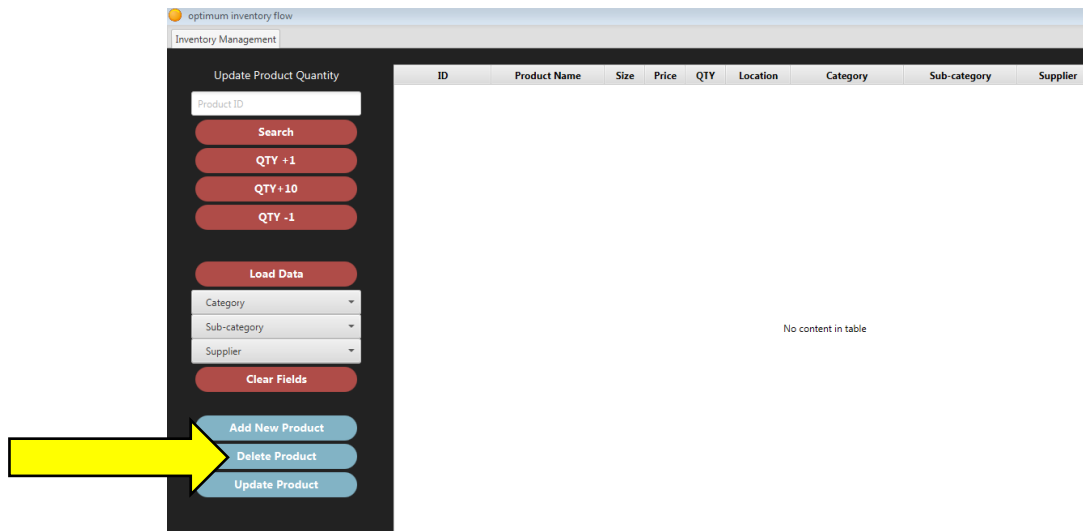 optimum inventory flow
Inventory Management
Update Product Quantity
Product ID
Search
QTY +1
QTY+10
QTY -1
Load Data
Category
Sub-category
Supplier
Clear Fields
Add New Product
Delete Product
Update Product
ID Product Name Size Price QTY Location Category Sub-category Supplier
No content in table